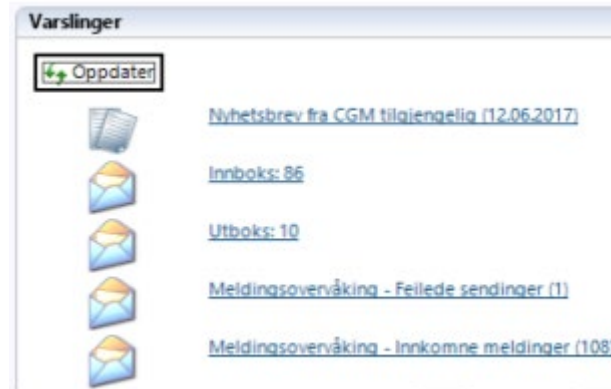 Varslinger
Oppdater
Nyhetsbrev fra CGM tilgjengelig (12.06.2017)
Innboks: 86
Utboks: 10
Meldingsovervåking - Feilede sendinger (1)
Meldingsovervåking - Innkomne meldinger (108